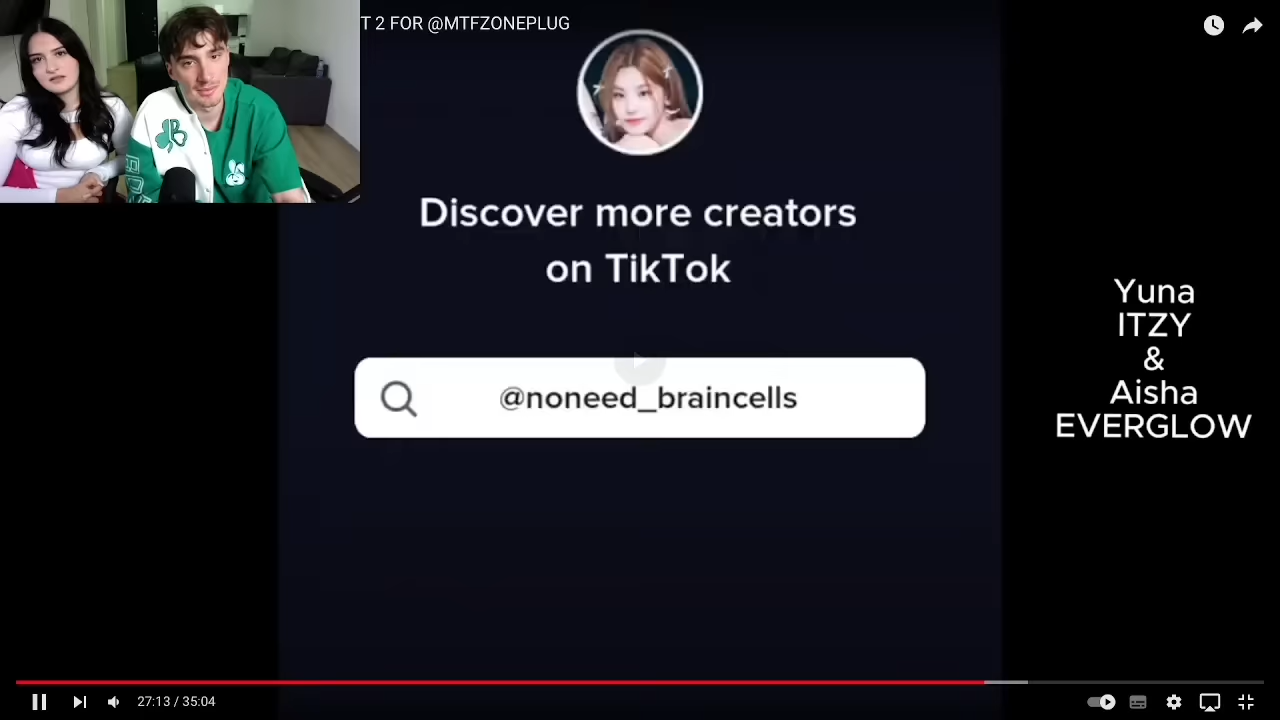 T 2 FOR @MTFZONEPLUG
Discover more creators
on TikTok
@noneed_braincells
Yuna
ITZY
&
Aisha
EVERGLOW
27:13 / 35:04